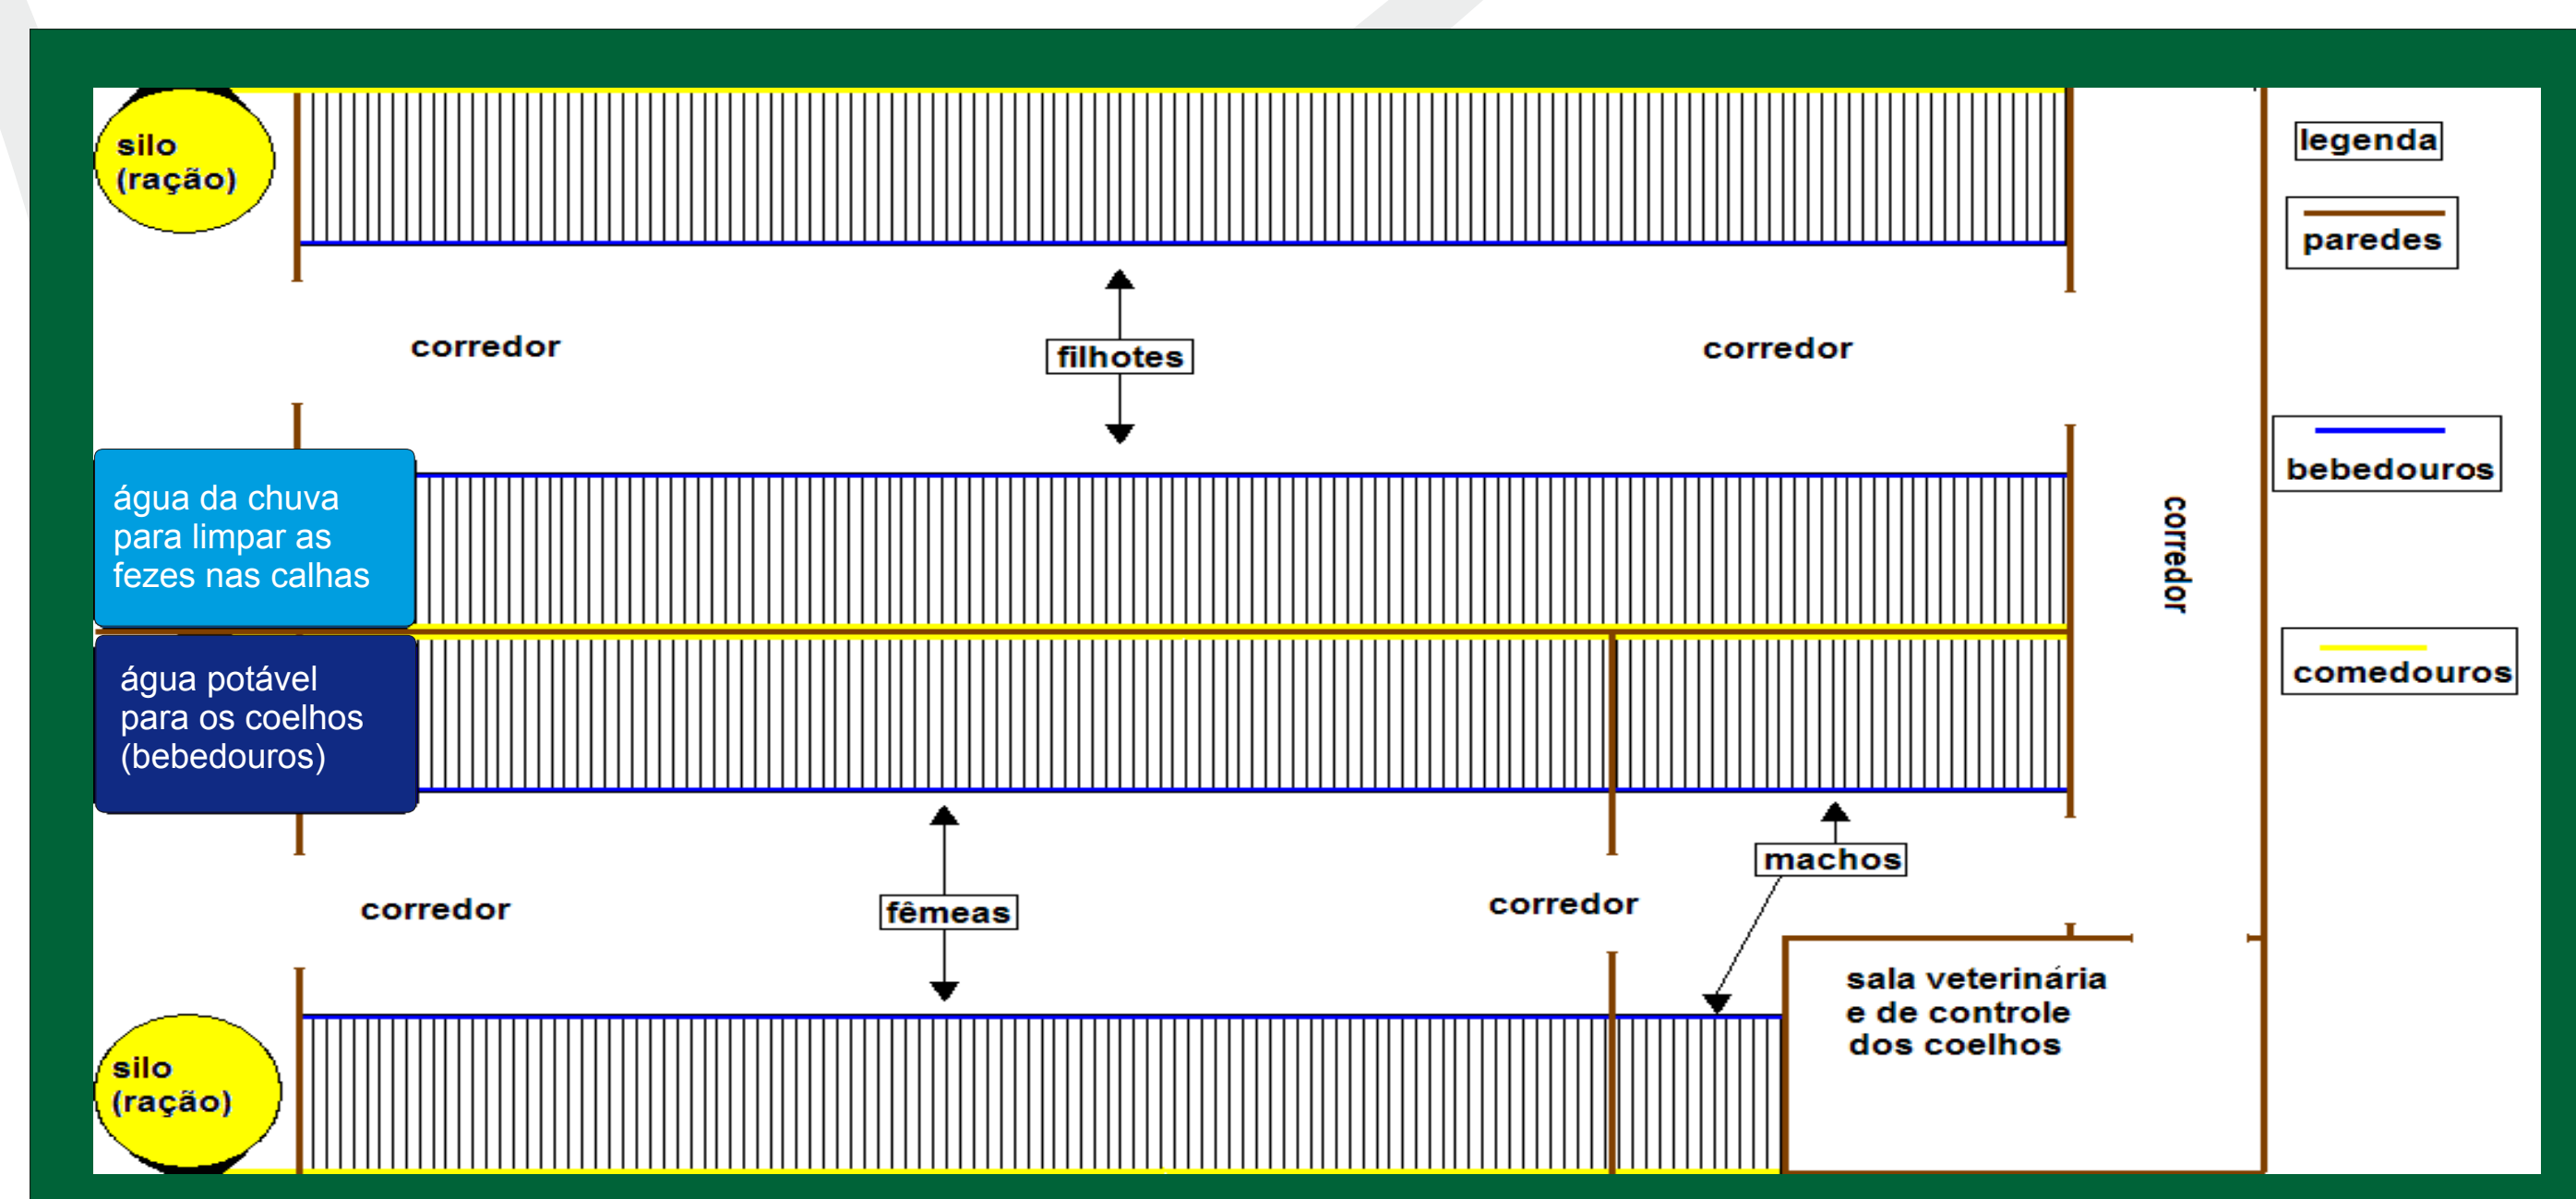 silo
(ração)
legenda
paredes
corredor
filhotes
corredor
bebedouros
água da chuva
para limpar as
fezes nas calhas
corredor
comedouros
água potável
para os coelhos
(bebedouros)
machos
corredor
fêmeas
corredor
sala veterinária
e de controle
dos coelhos
silo
(ração)